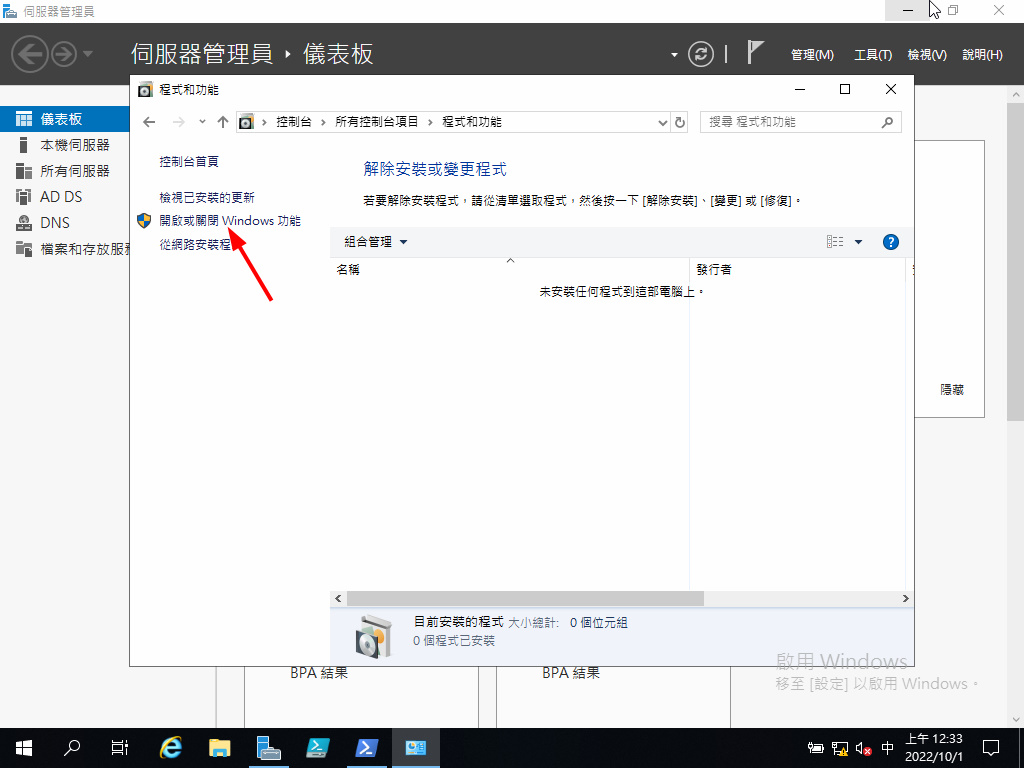 伺服器管理員
伺服器管理員 ‣ 儀表板
管理(M) 工具(T) 檢視(V) 說明(H)
儀表板
本機伺服器
所有伺服器
AD DS
DNS
檔案和存放服務
程式和功能
控制台 › 所有控制台項目 › 程式和功能
搜尋 程式和功能
控制台首頁
檢視已安裝的更新
開啟或關閉 Windows 功能
從網路安裝程
解除安裝或變更程式
若要解除安裝程式，請從清單選取程式，然後按一下 [解除安裝]、[變更] 或 [修復]。
組合管理
名稱 發行者
未安裝任何程式到這部電腦上。
隱藏
目前安裝的程式 大小總計: 0 個位元組
0 個程式已安裝
BPA 結果 BPA 結果
啟用 Windows
移至 [設定] 以啟用 Windows。
中
上午 12:33
2022/10/1